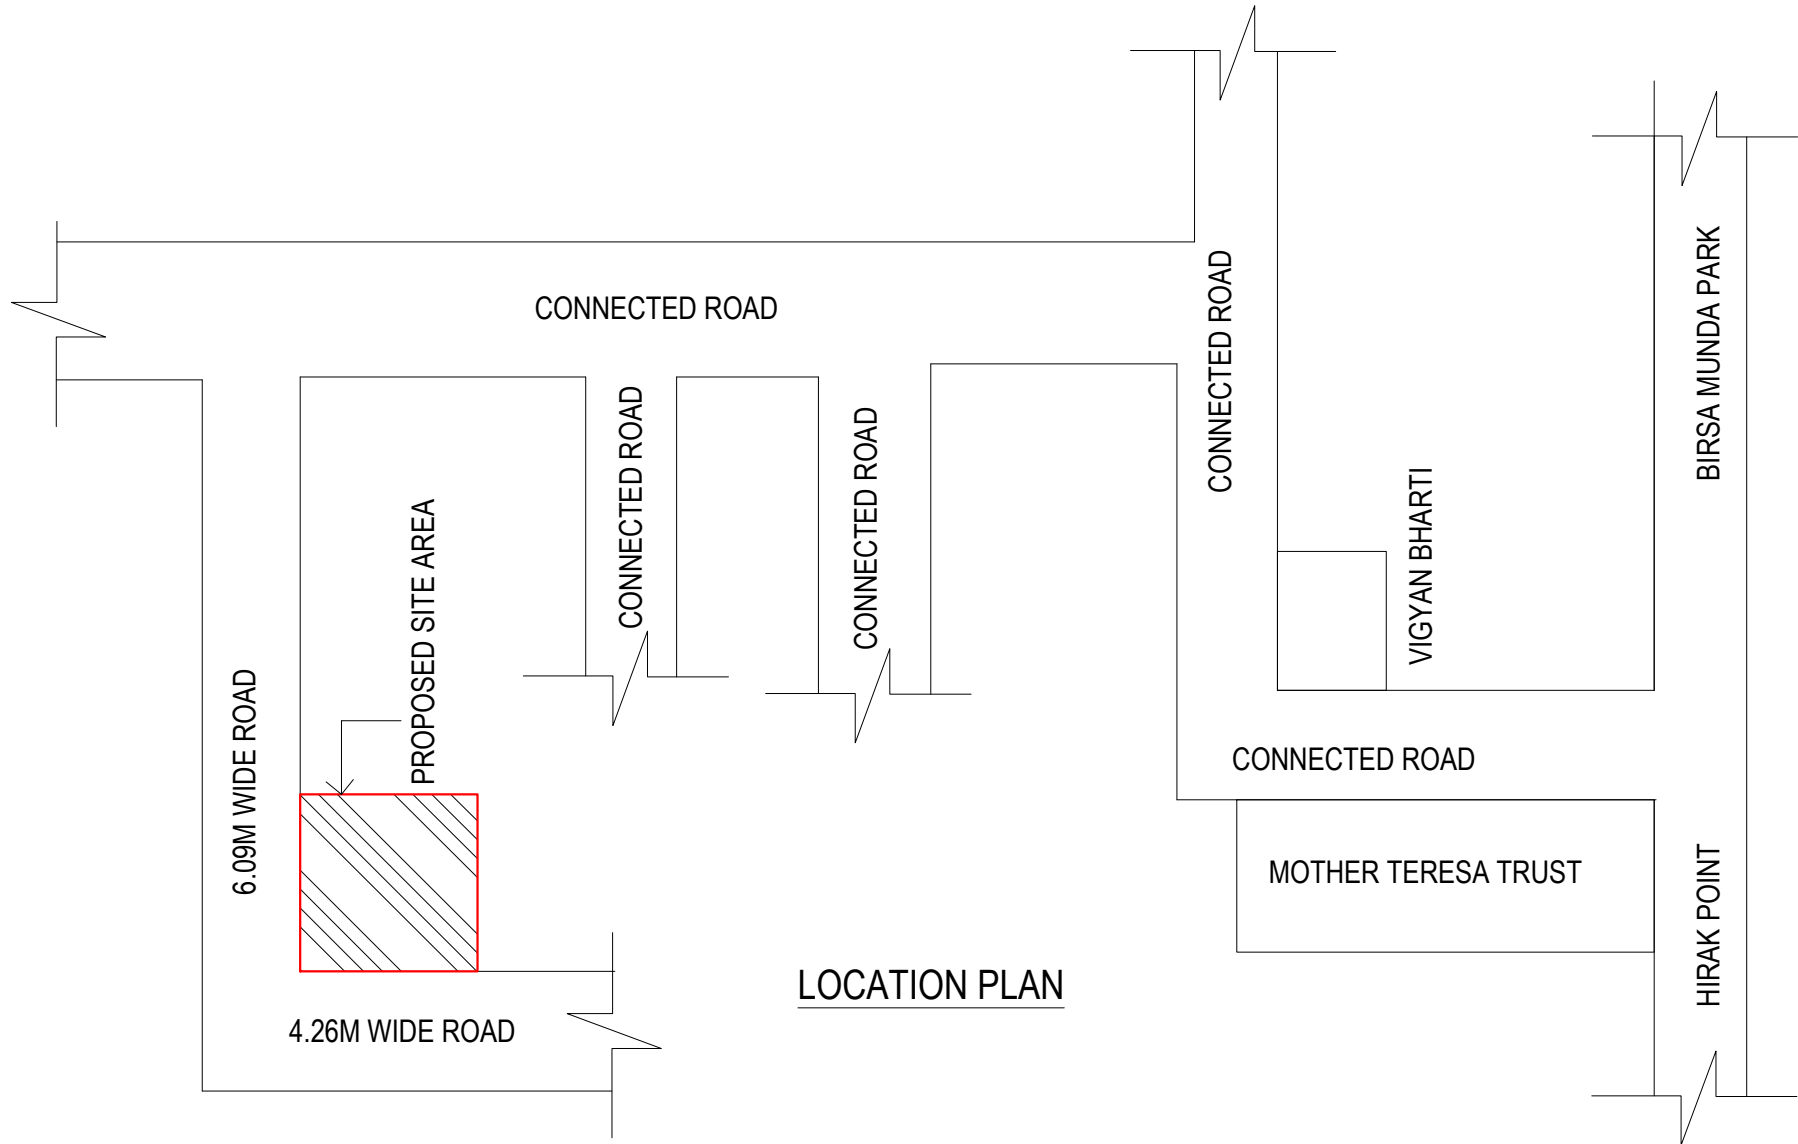 CONNECTED ROAD
CONNECTED ROAD
BIRSA MUNDA PARK
CONNECTED ROAD
CONNECTED ROAD
VIGYAN BHARTI
PROPOSED SITE AREA
6.09M WIDE ROAD
CONNECTED ROAD
MOTHER TERESA TRUST
HIRAK POINT
LOCATION PLAN
4.26M WIDE ROAD